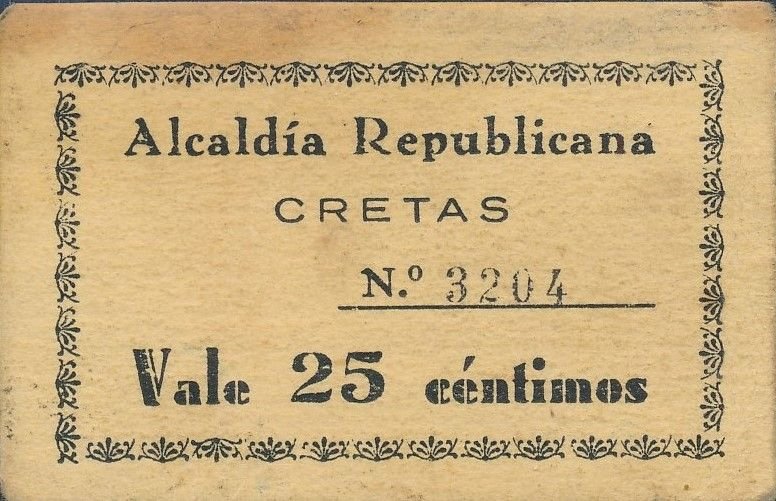 Alcaldía Republicana
CRETAS
N.º 3204
Vale 25 céntimos